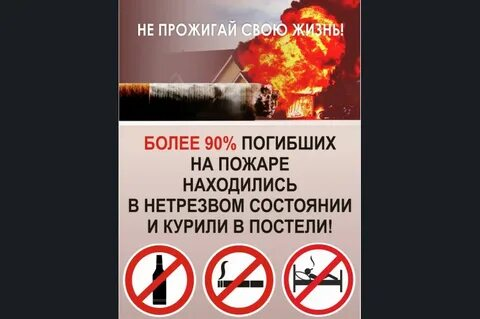 НЕ ПРОЖИГАЙ СВОЮ ЖИЗНЬ!
БОЛЕЕ 90% ПОГИБШИХ
НА ПОЖАРЕ
НАХОДИЛИСЬ
В НЕТРЕЗВОМ СОСТОЯНИИ
И КУРИЛИ В ПОСТЕЛИ!